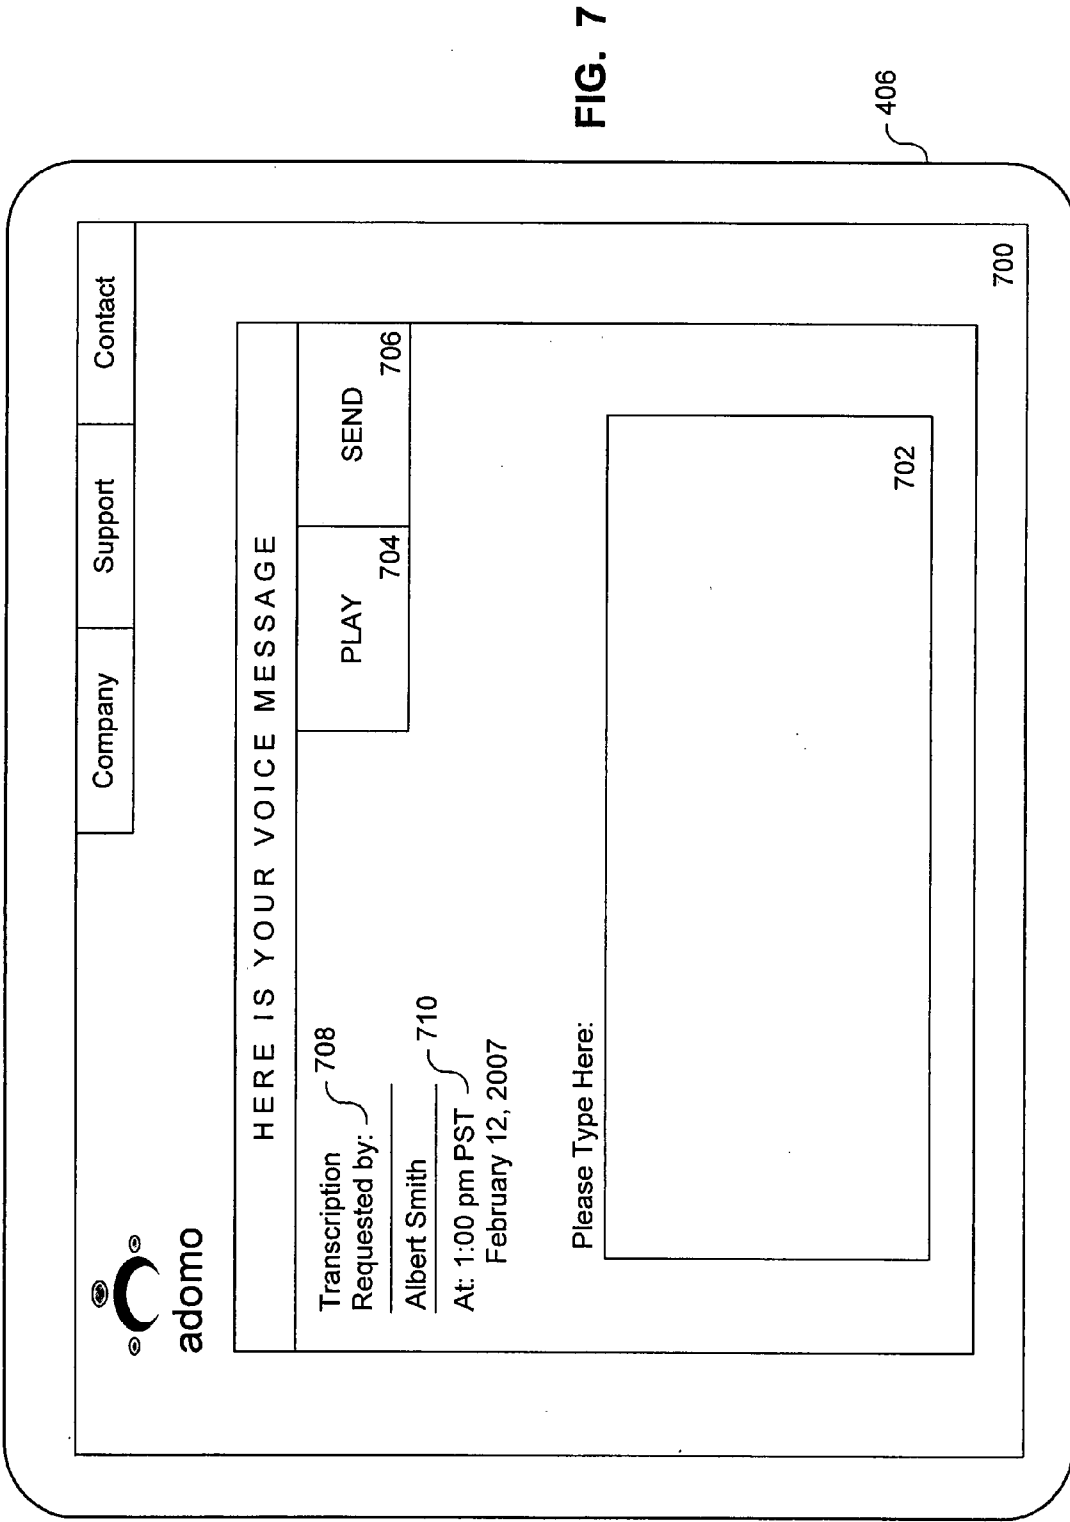 Company Support Contact
adomo
HERE IS YOUR VOICE MESSAGE
PLAY
704
SEND
706
Transcription
Requested by:
708
Albert Smith
710
At: 1:00 pm PST
February 12, 2007
Please Type Here:
702
700
406
FIG. 7